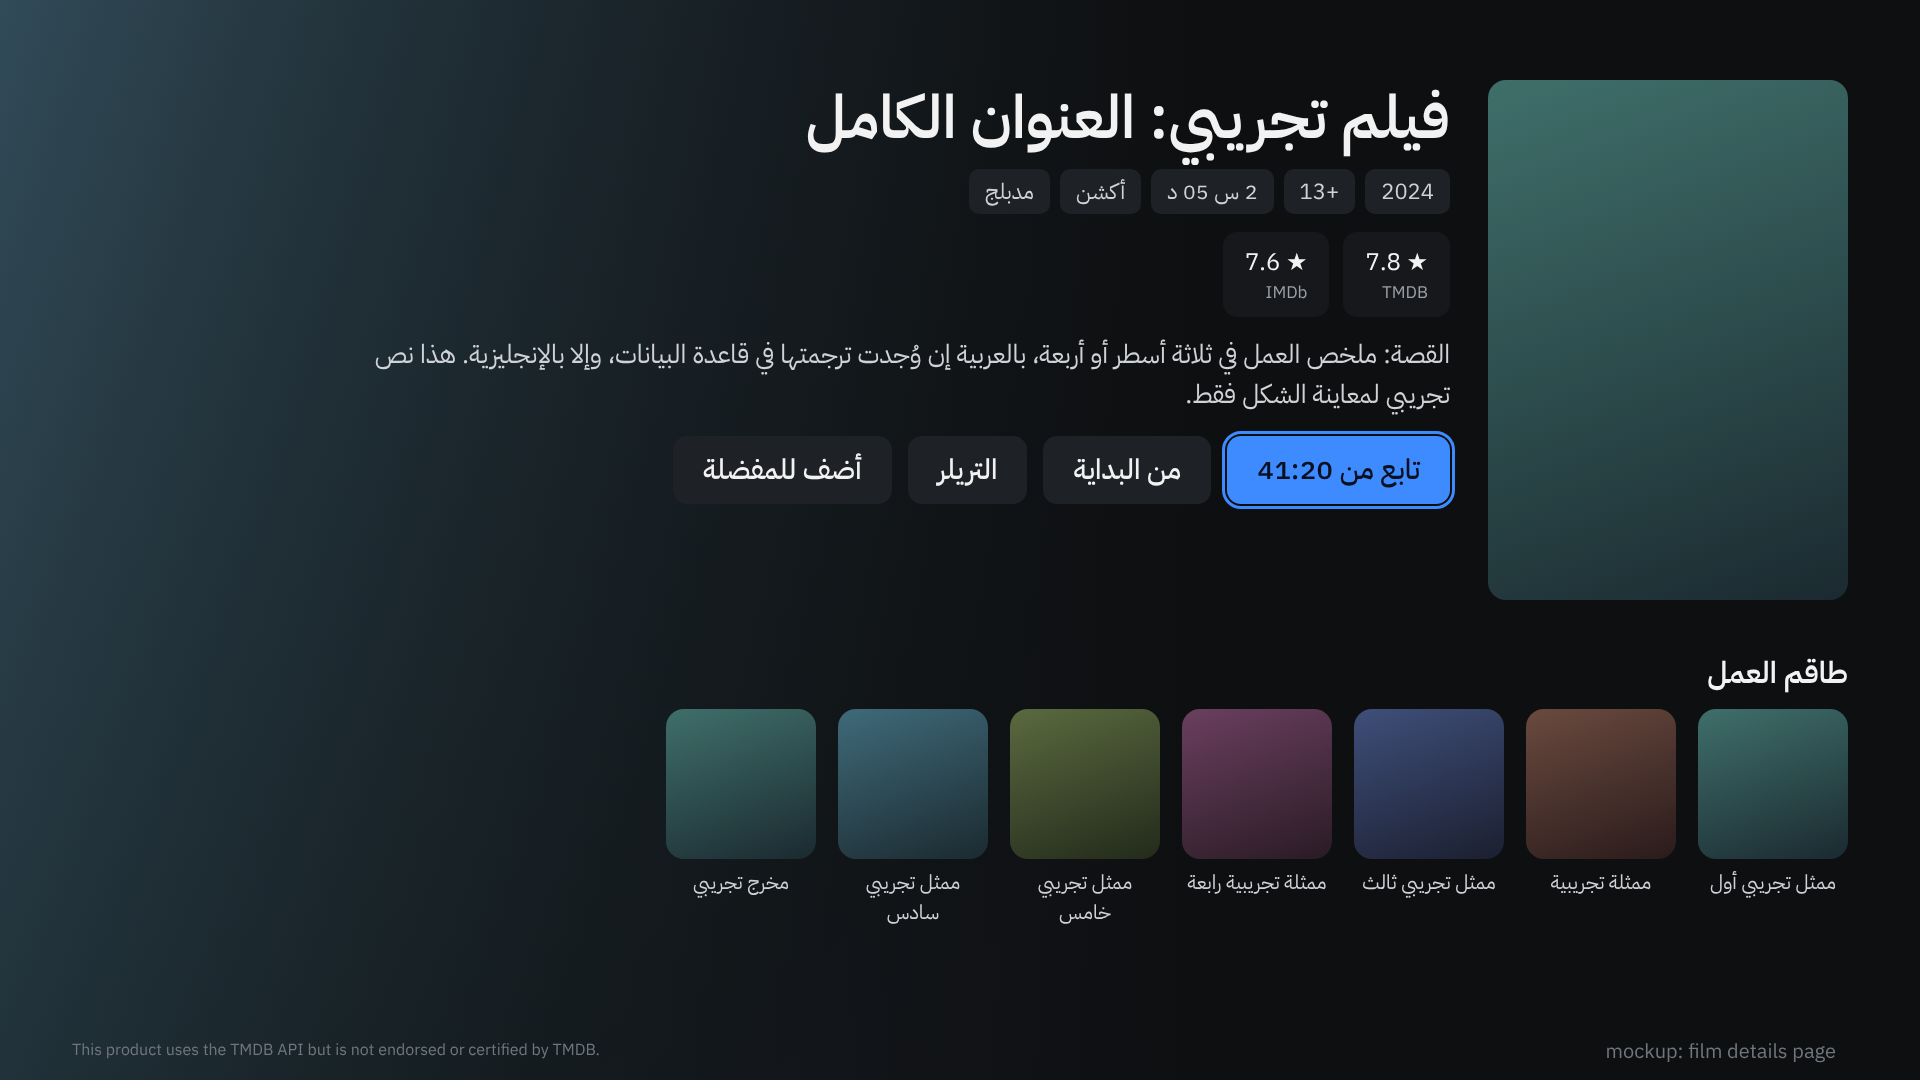 فيلم تجريبي: العنوان الكامل
2024
13+
2 س 05 د
أكشن
مدبلج
★ 7.8
TMDB
★ 7.6
IMDb
القصة: ملخص العمل في ثلاثة أسطر أو أربعة، بالعربية إن وُجدت ترجمتها في قاعدة البيانات، وإلا بالإنجليزية. هذا نص
تجريبي لمعاينة الشكل فقط.
تابع من 41:20
من البداية
التريلر
أضف للمفضلة
طاقم العمل
ممثل تجريبي أول
ممثلة تجريبية
ممثل تجريبي ثالث
ممثلة تجريبية رابعة
ممثل تجريبي
خامس
ممثل تجريبي
سادس
مخرج تجريبي
This product uses the TMDB API but is not endorsed or certified by TMDB.
mockup: film details page